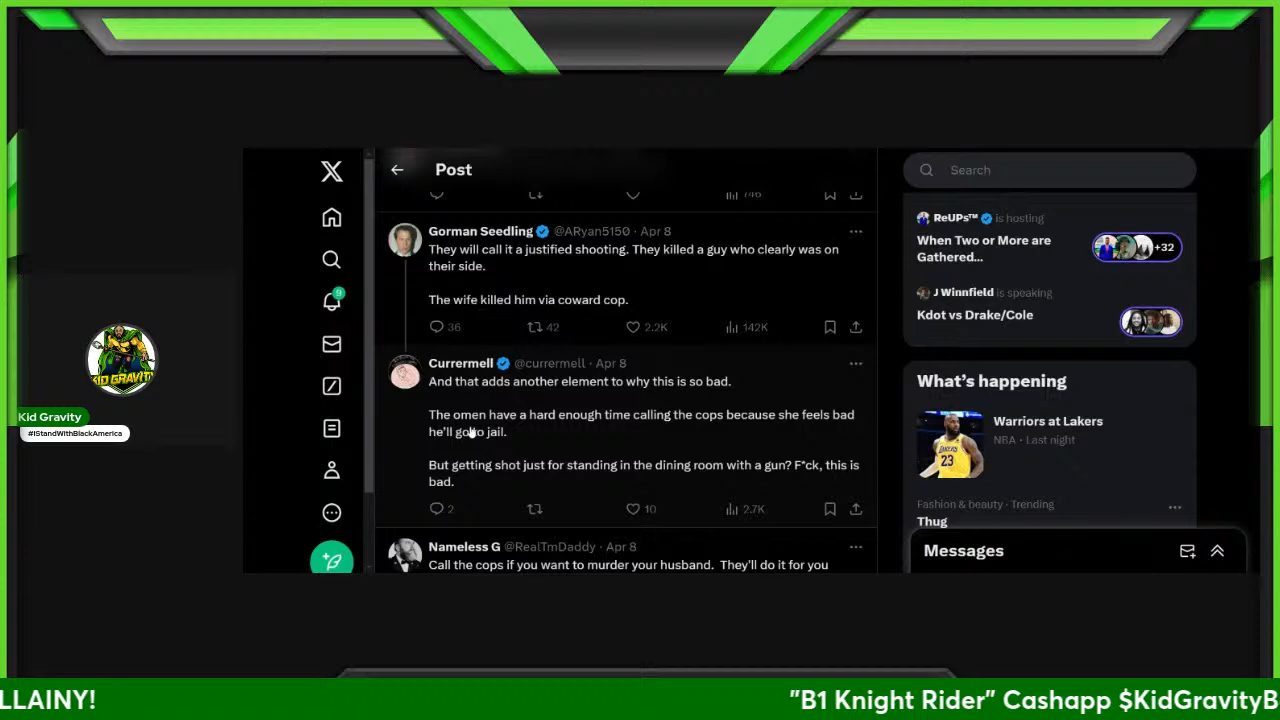 Post
Search
746
Gorman Seedling @ARyan5150 · Apr 8
They will call it a justified shooting. They killed a guy who clearly was on
their side.
The wife killed him via coward cop.
36 42 2.2K 142K
Currermell @currermell · Apr 8
And that adds another element to why this is so bad.
The omen have a hard enough time calling the cops because she feels bad
he'll go to jail.
But getting shot just for standing in the dining room with a gun? F*ck, this is
bad.
2 10 2.7K
Nameless G @RealTmDaddy · Apr 8
Call the cops if you want to murder your husband. They'll do it for you
9
ReUPs™ is hosting
When Two or More are
Gathered...
+32
J Winnfield is speaking
Kdot vs Drake/Cole
What's happening
Warriors at Lakers
NBA · Last night
Fashion & beauty · Trending
Thug
Messages
KID GRAVITY
Kid Gravity
#IStandWithBlackAmerica
LLAINY!
"B1 Knight Rider" Cashapp $KidGravityB